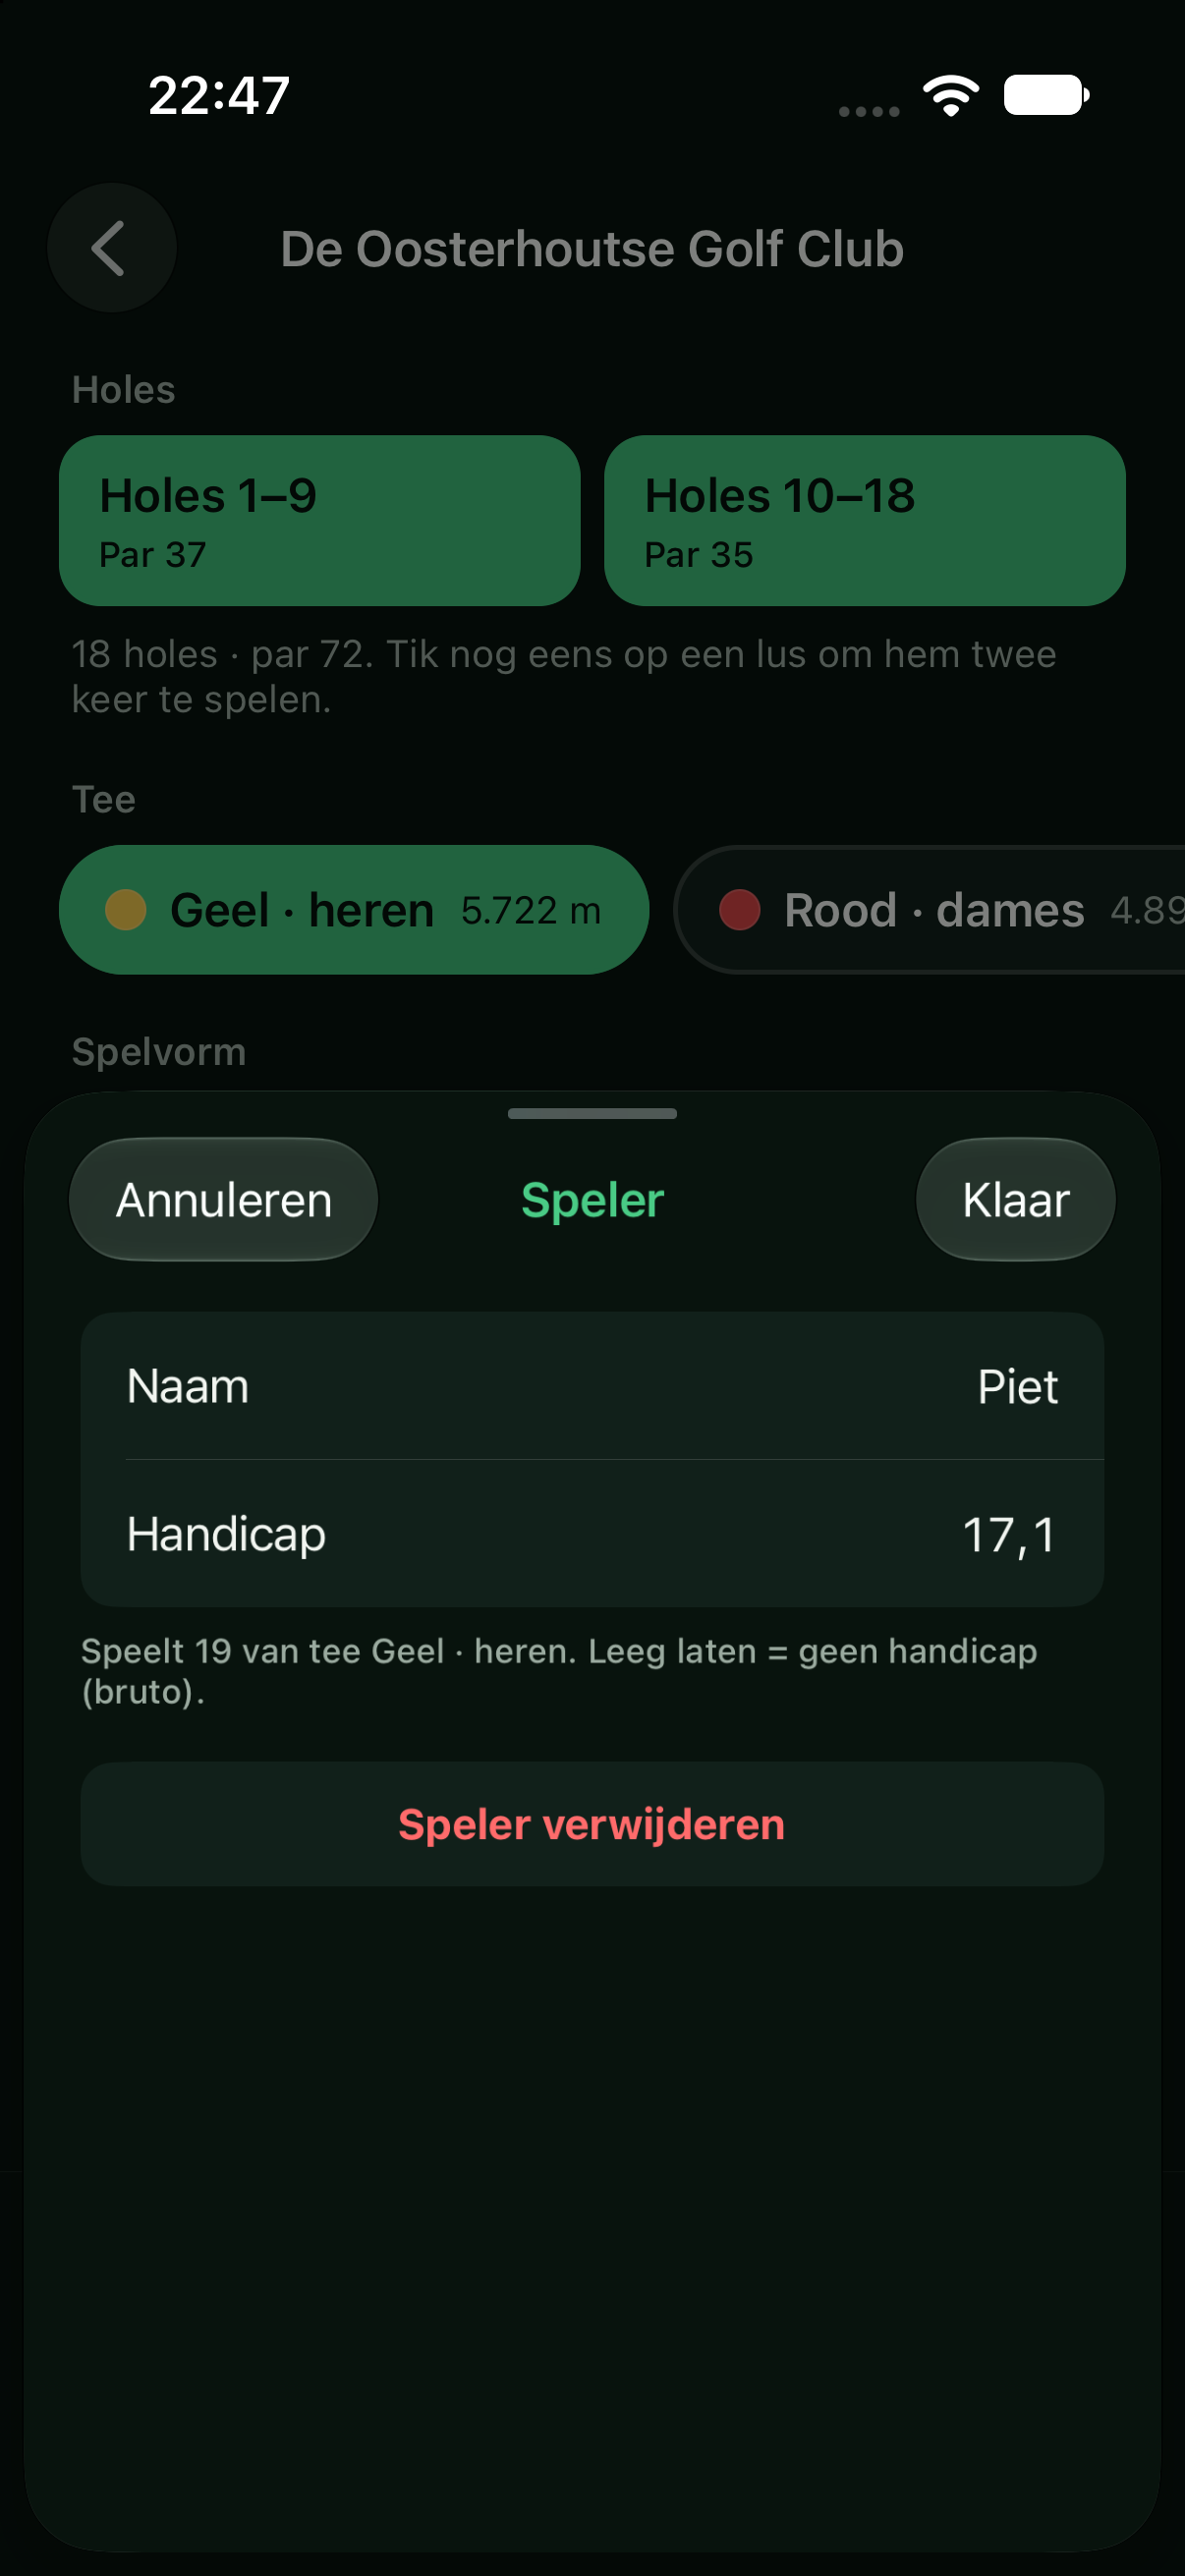 22:47
De Oosterhoutse Golf Club
Holes
Holes 1–9
Par 37
Holes 10–18
Par 35
18 holes · par 72. Tik nog eens op een lus om hem twee
keer te spelen.
Tee
Geel · heren 5.722 m
Rood · dames 4.89
Spelvorm
Annuleren
Speler
Klaar
Naam
Piet
Handicap
17,1
Speelt 19 van tee Geel · heren. Leeg laten = geen handicap
(bruto).
Speler verwijderen